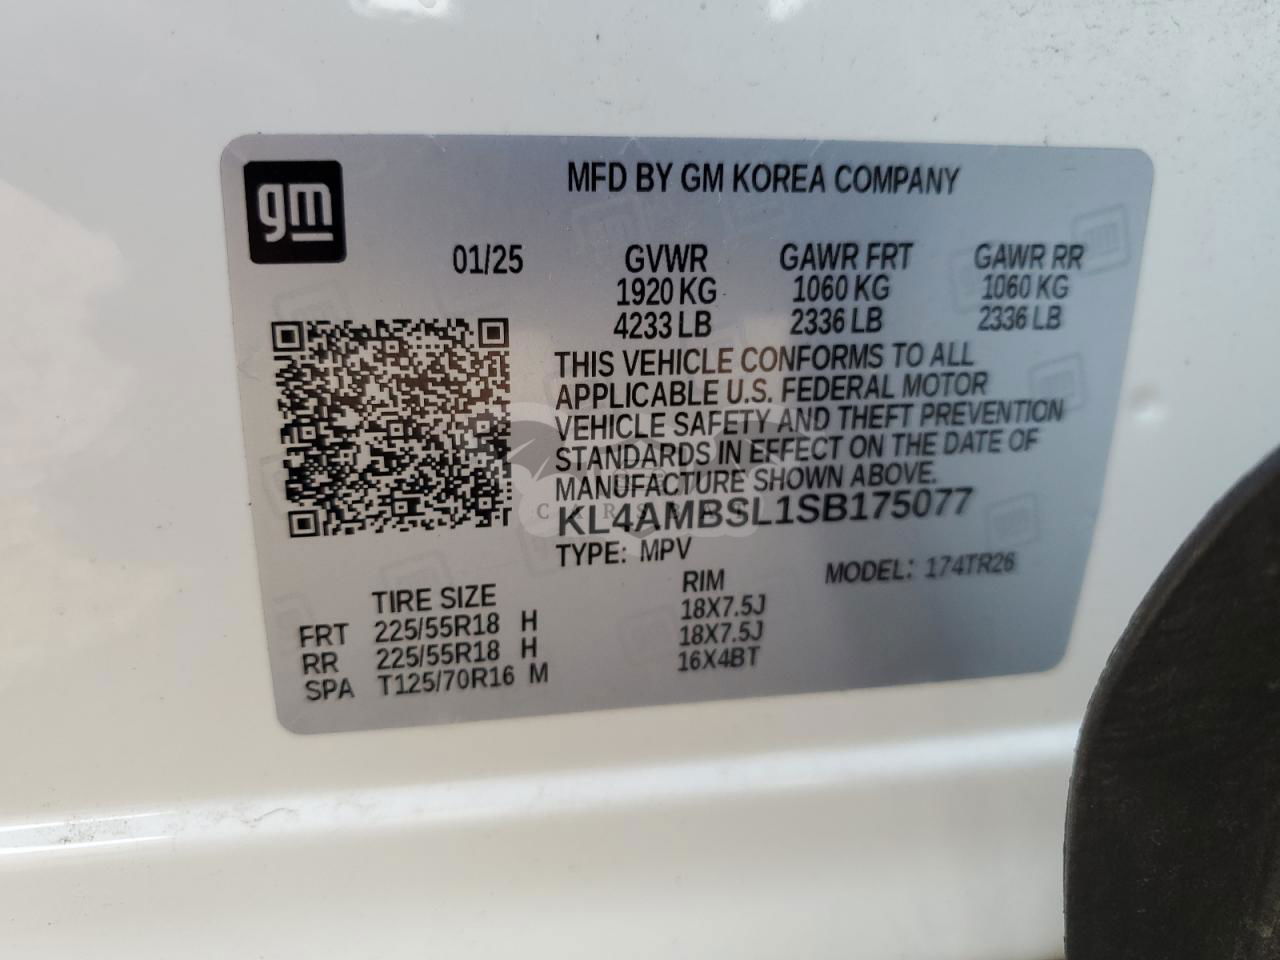 gm
MFD BY GM KOREA COMPANY
01/25 GVWR GAWR FRT GAWR RR
1920 KG 1060 KG 1060 KG
4233 LB 2336 LB 2336 LB
THIS VEHICLE CONFORMS TO ALL
APPLICABLE U.S. FEDERAL MOTOR
VEHICLE SAFETY AND THEFT PREVENTION
STANDARDS IN EFFECT ON THE DATE OF
MANUFACTURE SHOWN ABOVE.
KL4AMBSL1SB175077
TYPE: MPV MODEL: 174TR26
TIRE SIZE RIM
FRT 225/55R18 H 18X7.5J
RR 225/55R18 H 18X7.5J
SPA T125/70R16 M 16X4BT